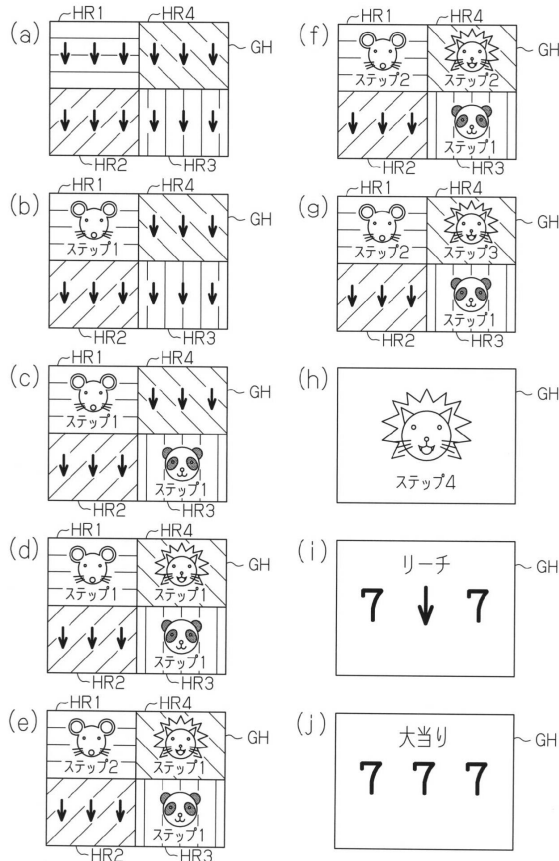 (a)
HR1 HR4
GH
HR2 HR3
(b)
HR1 HR4
GH
ステップ1
HR2 HR3
(c)
HR1 HR4
GH
ステップ1
ステップ1
HR2 HR3
(d)
HR1 HR4
GH
ステップ1 ステップ1
ステップ1
HR2 HR3
(e)
HR1 HR4
GH
ステップ2 ステップ1
ステップ1
HR2 HR3
(f)
HR1 HR4
GH
ステップ2 ステップ2
ステップ1
HR2 HR3
(g)
HR1 HR4
GH
ステップ2 ステップ3
ステップ1
HR2 HR3
(h)
GH
ステップ4
(i)
GH
リーチ
7 7
(j)
GH
大当り
7 7 7